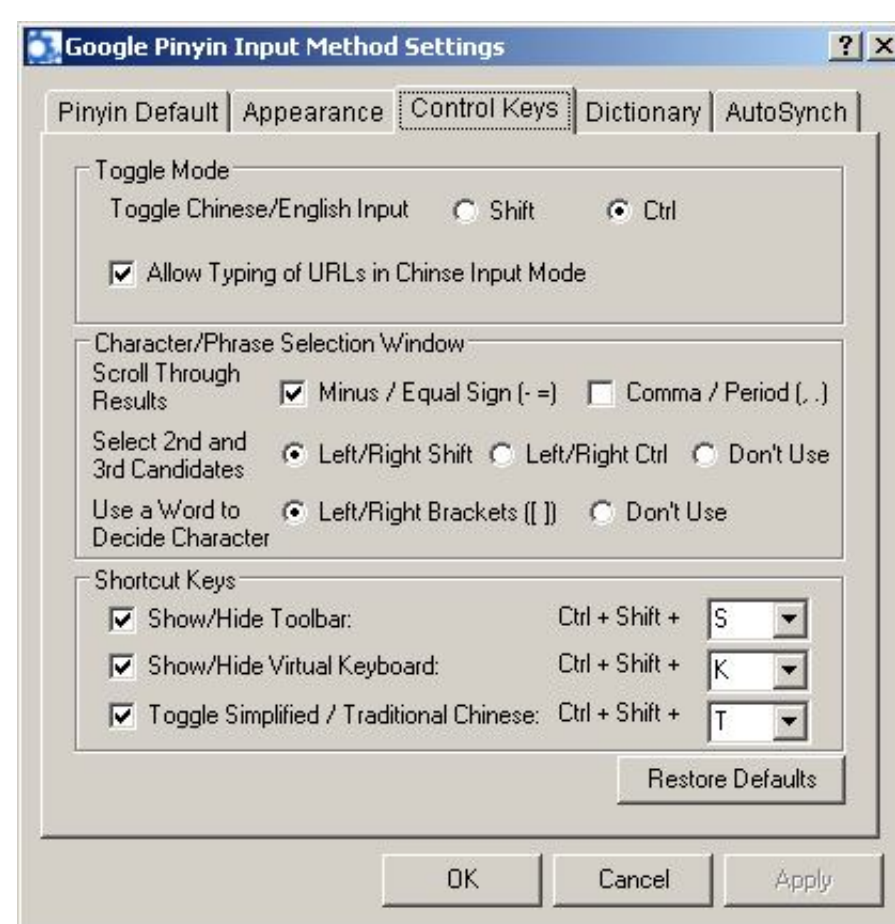 Google Pinyin Input Method Settings
Pinyin Default Appearance Control Keys Dictionary AutoSynch
Toggle Mode
Toggle Chinese/English Input Shift Ctrl
Allow Typing of URLs in Chinse Input Mode
Character/Phrase Selection Window
Scroll Through
Results Minus / Equal Sign (- =) Comma / Period (, .)
Select 2nd and
3rd Candidates Left/Right Shift Left/Right Ctrl Don't Use
Use a Word to
Decide Character Left/Right Brackets ([ ]) Don't Use
Shortcut Keys
Show/Hide Toolbar: Ctrl + Shift + S
Show/Hide Virtual Keyboard: Ctrl + Shift + K
Toggle Simplified / Traditional Chinese: Ctrl + Shift + T
Restore Defaults
OK Cancel Apply